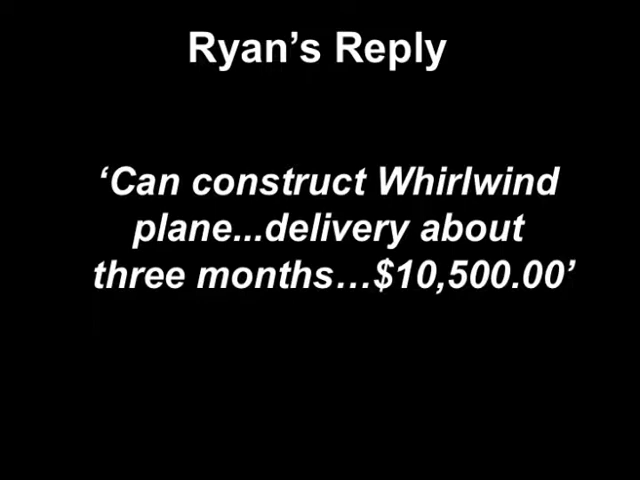 Ryan’s Reply
‘Can construct Whirlwind
plane...delivery about
three months…$10,500.00’